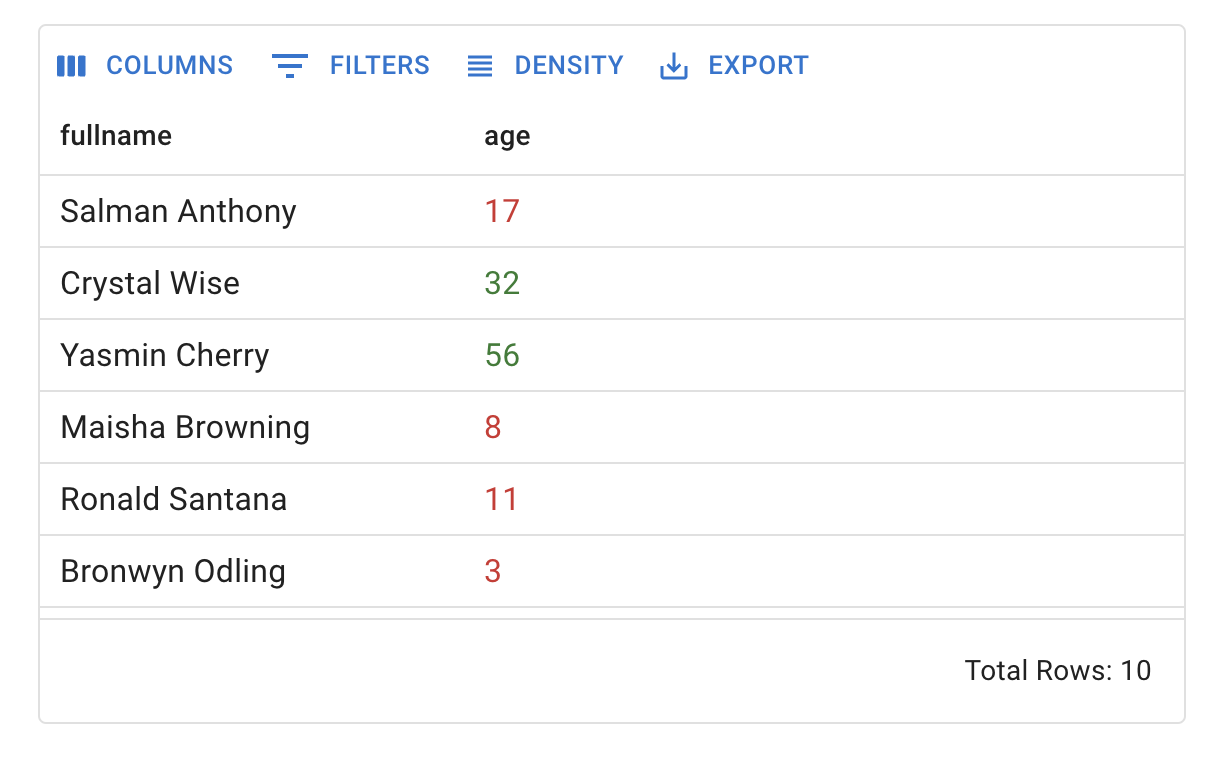 COLUMNS FILTERS DENSITY EXPORT
fullname age
Salman Anthony 17
Crystal Wise 32
Yasmin Cherry 56
Maisha Browning 8
Ronald Santana 11
Bronwyn Odling 3
Total Rows: 10